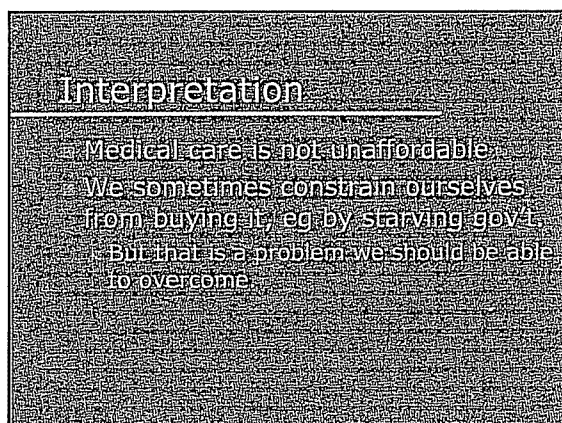 Interpretation
Medical care is not unaffordable
We sometimes constrain ourselves
from buying it, eg by starving gov't
But that is a problem we should be able
to overcome